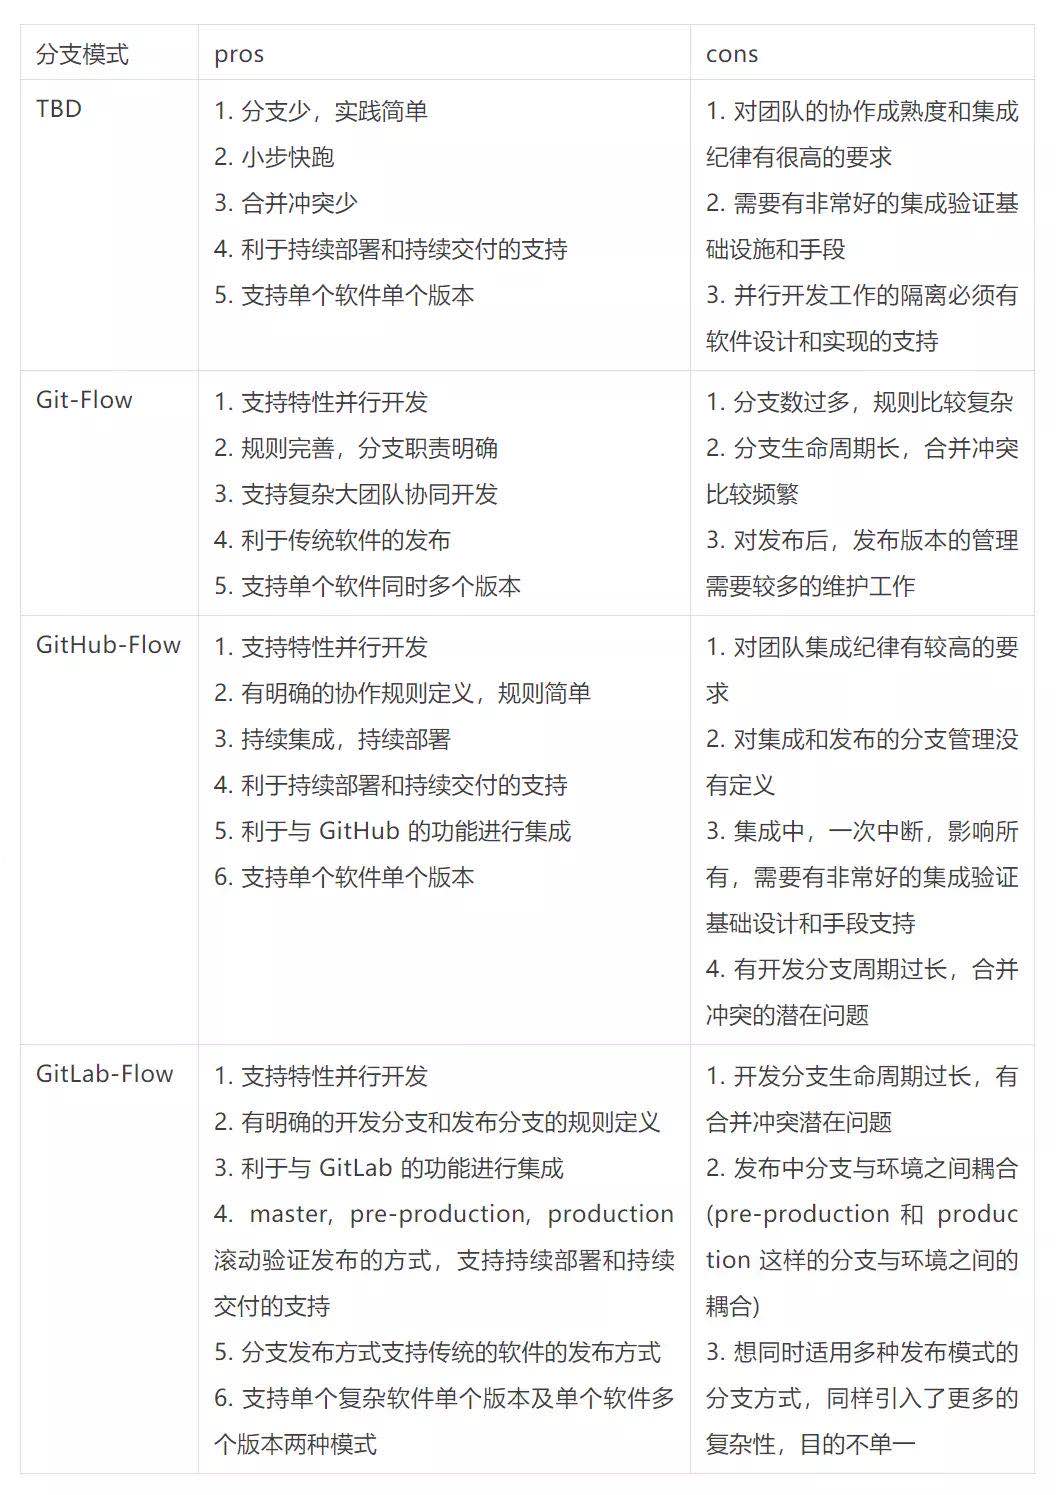 分支模式
pros
cons
TBD
1. 分支少，实践简单
2. 小步快跑
3. 合并冲突少
4. 利于持续部署和持续交付的支持
5. 支持单个软件单个版本
1. 对团队的协作成熟度和集成
纪律有很高的要求
2. 需要有非常好的集成验证基
础设施和手段
3. 并行开发工作的隔离必须有
软件设计和实现的支持
Git-Flow
1. 支持特性并行开发
2. 规则完善，分支职责明确
3. 支持复杂大团队协同开发
4. 利于传统软件的发布
5. 支持单个软件同时多个版本
1. 分支数过多，规则比较复杂
2. 分支生命周期长，合并冲突
比较频繁
3. 对发布后，发布版本的管理
需要较多的维护工作
GitHub-Flow
1. 支持特性并行开发
2. 有明确的协作规则定义，规则简单
3. 持续集成，持续部署
4. 利于持续部署和持续交付的支持
5. 利于与 GitHub 的功能进行集成
6. 支持单个软件单个版本
1. 对团队集成纪律有较高的要
求
2. 对集成和发布的分支管理没
有定义
3. 集成中，一次中断，影响所
有，需要有非常好的集成验证
基础设计和手段支持
4. 有开发分支周期过长，合并
冲突的潜在问题
GitLab-Flow
1. 支持特性并行开发
2. 有明确的开发分支和发布分支的规则定义
3. 利于与 GitLab 的功能进行集成
4. master, pre-production, production
滚动验证发布的方式，支持持续部署和持续
交付的支持
5. 分支发布方式支持传统的软件的发布方式
6. 支持单个复杂软件单个版本及单个软件多
个版本两种模式
1. 开发分支生命周期过长，有
合并冲突潜在问题
2. 发布中分支与环境之间耦合
(pre-production 和 produc
tion 这样的分支与环境之间的
耦合)
3. 想同时适用多种发布模式的
分支方式，同样引入了更多的
复杂性，目的不单一